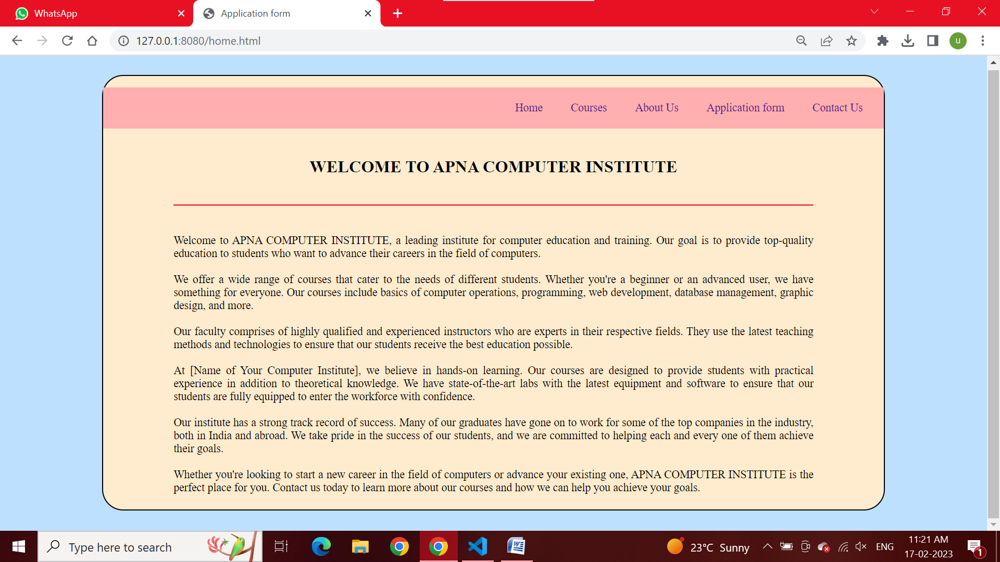 WhatsApp
Application form
127.0.0.1:8080/home.html
u
Home Courses About Us Application form Contact Us
WELCOME TO APNA COMPUTER INSTITUTE
Welcome to APNA COMPUTER INSTITUTE, a leading institute for computer education and training. Our goal is to provide top-quality
education to students who want to advance their careers in the field of computers.
We offer a wide range of courses that cater to the needs of different students. Whether you're a beginner or an advanced user, we have
something for everyone. Our courses include basics of computer operations, programming, web development, database management, graphic
design, and more.
Our faculty comprises of highly qualified and experienced instructors who are experts in their respective fields. They use the latest teaching
methods and technologies to ensure that our students receive the best education possible.
At [Name of Your Computer Institute], we believe in hands-on learning. Our courses are designed to provide students with practical
experience in addition to theoretical knowledge. We have state-of-the-art labs with the latest equipment and software to ensure that our
students are fully equipped to enter the workforce with confidence.
Our institute has a strong track record of success. Many of our graduates have gone on to work for some of the top companies in the industry,
both in India and abroad. We take pride in the success of our students, and we are committed to helping each and every one of them achieve
their goals.
Whether you're looking to start a new career in the field of computers or advance your existing one, APNA COMPUTER INSTITUTE is the
perfect place for you. Contact us today to learn more about our courses and how we can help you achieve your goals.
Type here to search
23°C Sunny
ENG
11:21 AM
17-02-2023
1